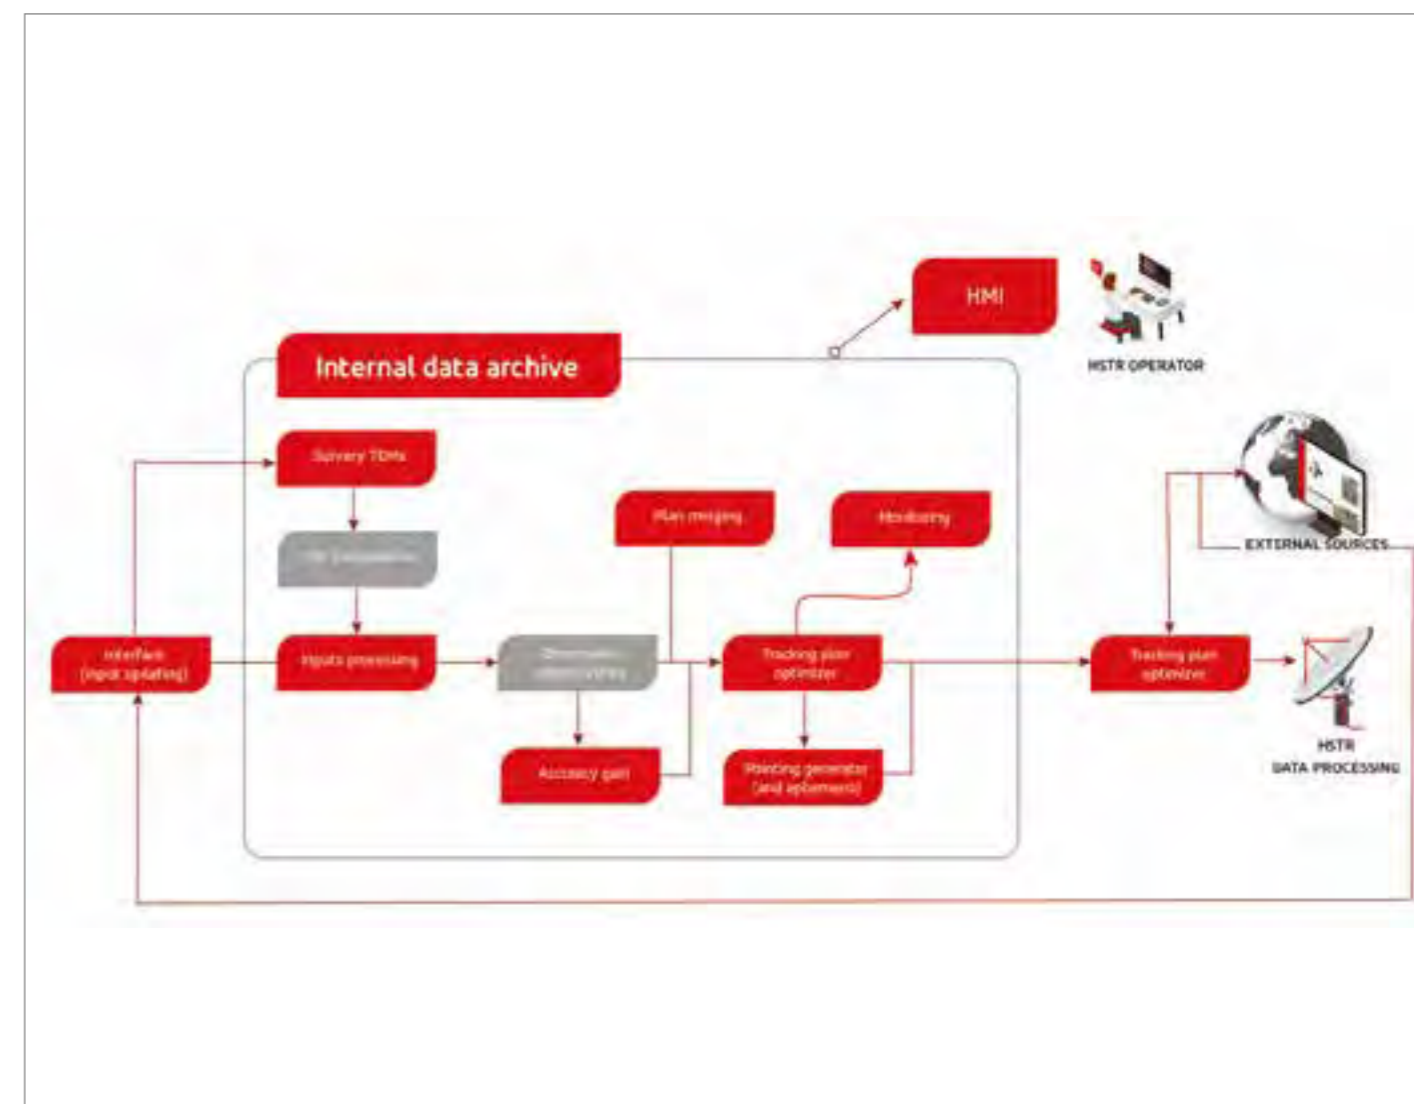 HMI
HSTR OPERATOR
Internal data archive
Survery TDMs
Plan merging
Monitoring
EXTERNAL SOURCES
Interface
(input updating)
Inputs processing
Tracking plan
optimizer
Tracking plan
optimizer
Accuracy gain
Pointing generator
(and ephemeris)
HSTR
DATA PROCESSING